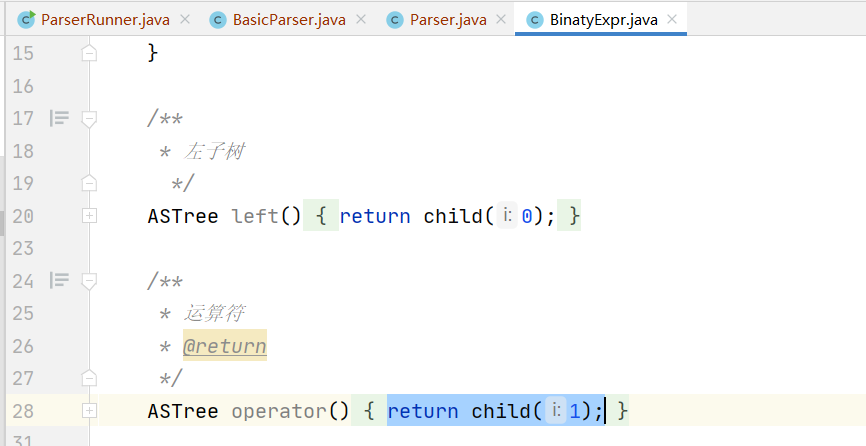 ParserRunner.java BasicParser.java Parser.java BinatyExpr.java
15 }
16
17 /**
18 * 左子树
19 */
20 ASTree left() { return child( i: 0); }
23
24 /**
25 * 运算符
26 * @return
27 */
28 ASTree operator() { return child( i: 1); }
31